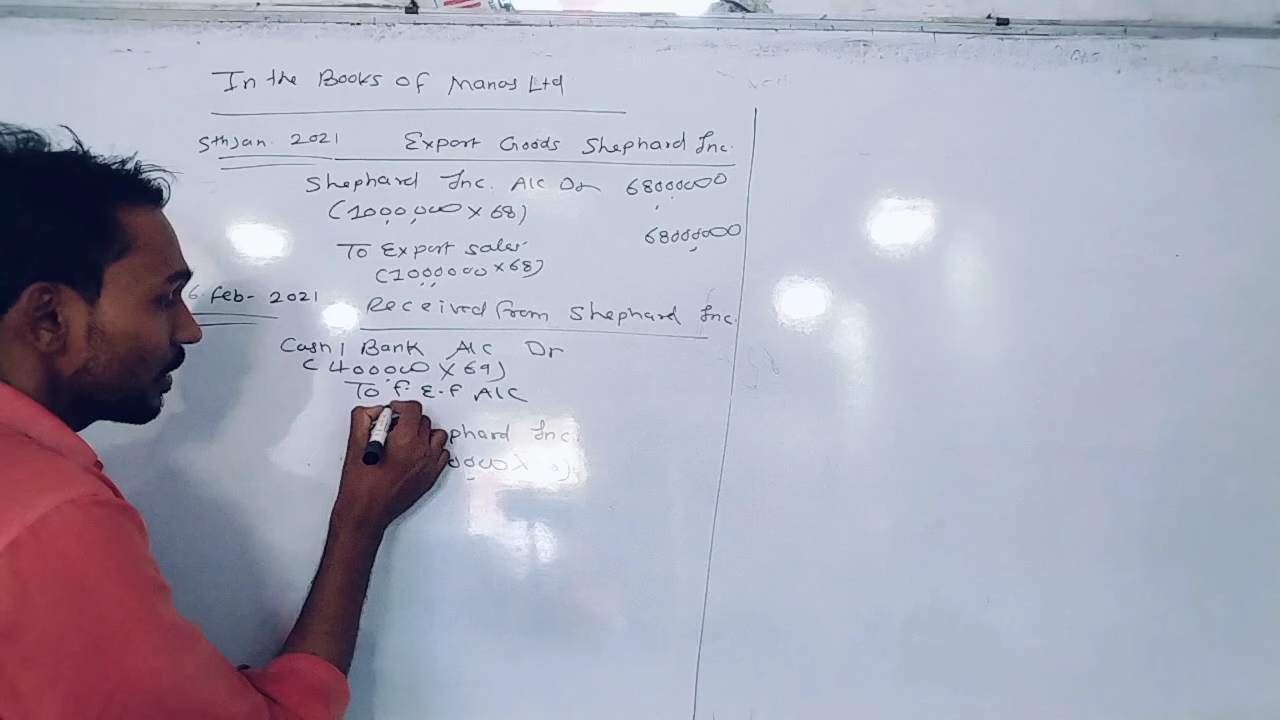 In the Books of Manas Ltd
5th Jan. 2021 Export Goods Shephard Inc.
Shephard Inc. A/C Dr 68000000
(1000,000 X 68)
To Export sales 68000000
(1000000 X 68)
6 Feb- 2021 Received from Shephard Inc.
Cash / Bank A/C Dr
(400000 X 69)
To F. E. F A/C
phard Inc.